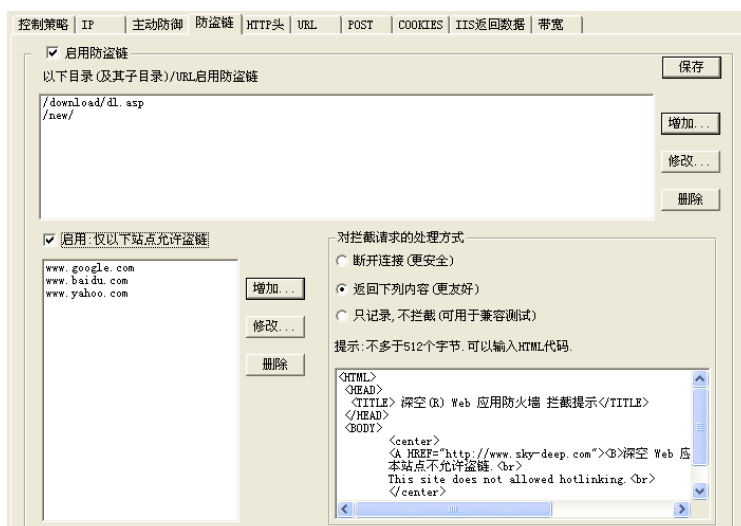 控制策略 IP 主动防御 防盗链 HTTP头 URL POST COOKIES IIS返回数据 带宽
启用防盗链
以下目录(及其子目录)/URL启用防盗链
保存
/download/dl.asp
/new/
增加...
修改...
删除
启用:仅以下站点允许盗链
www.google.com
www.baidu.com
www.yahoo.com
增加...
修改...
删除
对拦截请求的处理方式
断开连接(更安全)
返回下列内容(更友好)
只记录,不拦截(可用于兼容测试)
提示:不多于512个字节.可以输入HTML代码.
<HTML>
<HEAD>
<TITLE> 深空(R) Web 应用防火墙 拦截提示</TITLE>
</HEAD>
<BODY>
<center>
<A HREF="http://www.sky-deep.com"><B>深空 Web 应
本站点不允许盗链.<br>
This site does not allowed hotlinking.<br>
</center>